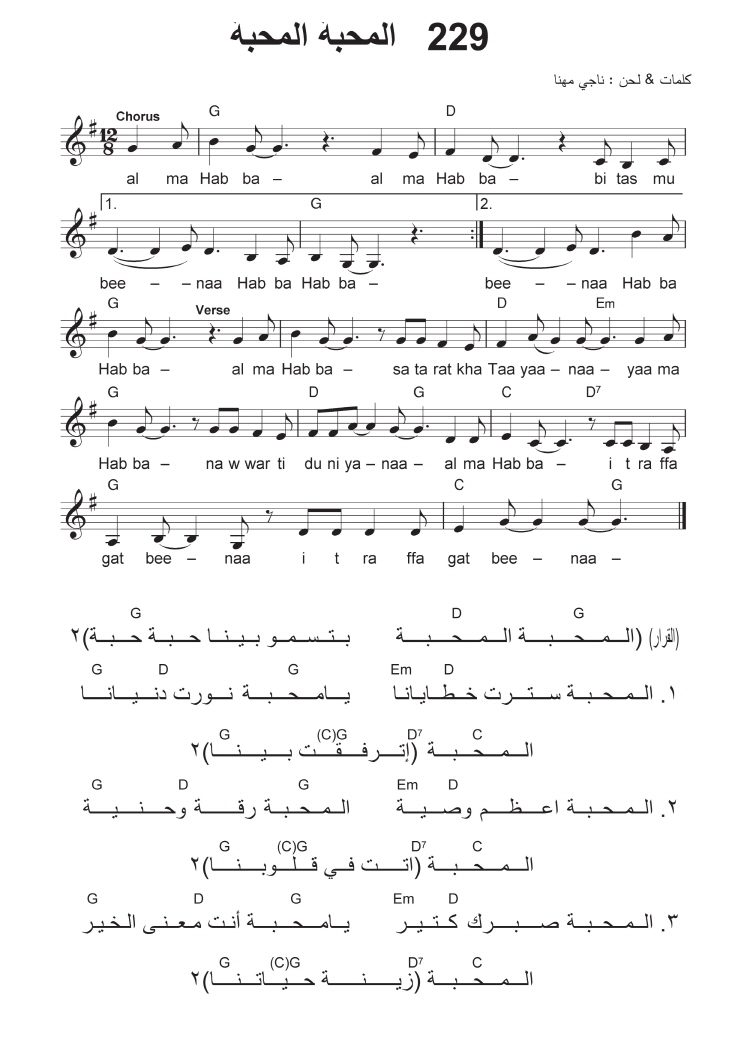 229 المحبة المحبة
كلمات & لحن : ناجي مهنا
Chorus G D
12 8
al ma Hab ba – al ma Hab ba – bi tas mu
1. G 2.
bee – – naa Hab ba Hab ba – bee – – naa Hab ba
G Verse D Em
Hab ba – al ma Hab ba – sa ta rat kha Taa yaa – naa – yaa ma
G D G C D7
Hab ba – na w war ti du ni ya – naa – al ma Hab ba – i t ra ffa
G C G
gat bee – naa i t ra ffa gat bee – naa –
G D G
(القرار) (المحبة المحبة بتسمو بينا حبة حبة)٢
G D G Em D
١. المحبة سترت خطايانا يامحبة نورت دنيانا
G (C)G D7 C
المحبة (إترفقت بينا)٢
G D G Em D
٢. المحبة اعظم وصية المحبة رقة وحنية
G (C)G D7 C
المحبة (اتت في قلوبنا)٢
G D G Em D
٣. المحبة صبرك كتير يامحبة أنت معنى الخير
G (C)G D7 C
المحبة (زينة حياتنا)٢